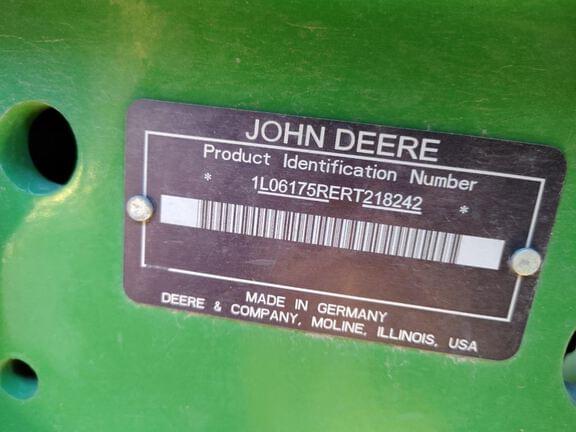 JOHN DEERE
Product Identification Number
* 1L06175RERT218242 *
MADE IN GERMANY
DEERE & COMPANY, MOLINE, ILLINOIS, USA